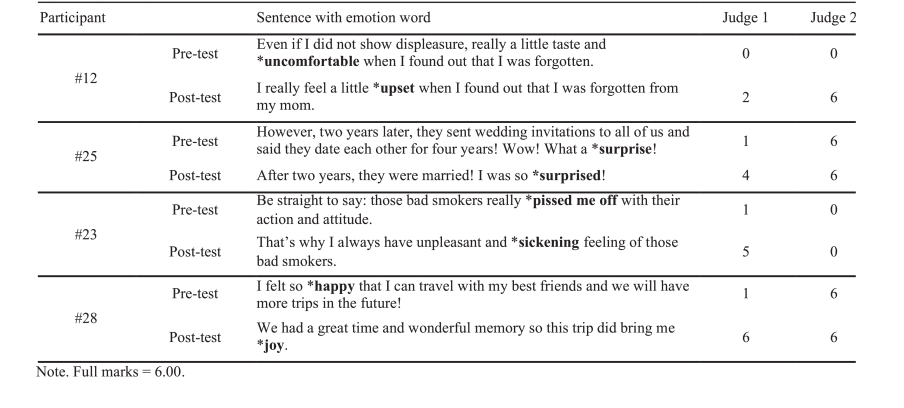 Participant Sentence with emotion word Judge 1 Judge 2
#12
Pre-test
Even if I did not show displeasure, really a little taste and
*uncomfortable when I found out that I was forgotten.
0 0
Post-test
I really feel a little *upset when I found out that I was forgotten from
my mom.
2 6
#25
Pre-test
However, two years later, they sent wedding invitations to all of us and
said they date each other for four years! Wow! What a *surprise!
1 6
Post-test After two years, they were married! I was so *surprised! 4 6
#23
Pre-test
Be straight to say: those bad smokers really *pissed me off with their
action and attitude.
1 0
Post-test
That's why I always have unpleasant and *sickening feeling of those
bad smokers.
5 0
#28
Pre-test
I felt so *happy that I can travel with my best friends and we will have
more trips in the future!
1 6
Post-test
We had a great time and wonderful memory so this trip did bring me
*joy.
6 6
Note. Full marks = 6.00.